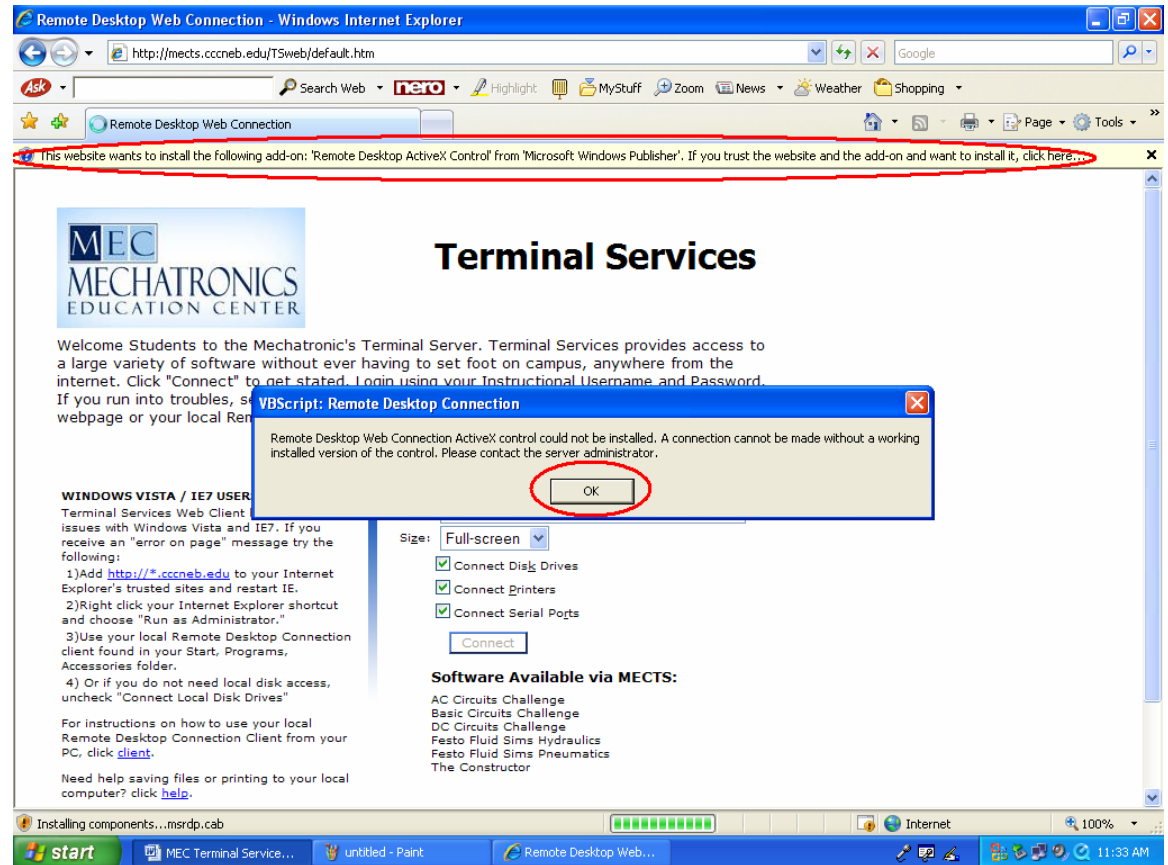 Remote Desktop Web Connection - Windows Internet Explorer
http://mects.cccneb.edu/TSweb/default.htm
Google
Ask
Search Web
nero
Highlight
MyStuff
Zoom
News
Weather
Shopping
Remote Desktop Web Connection
Page
Tools
This website wants to install the following add-on: 'Remote Desktop ActiveX Control' from 'Microsoft Windows Publisher'. If you trust the website and the add-on and want to install it, click here...
MEC
MECHATRONICS
EDUCATION CENTER
Terminal Services
Welcome Students to the Mechatronic's Terminal Server. Terminal Services provides access to
a large variety of software without ever having to set foot on campus, anywhere from the
internet. Click "Connect" to get stated. Login using your Instructional Username and Password.
If you run into troubles, 
webpage or your local
VBScript: Remote Desktop Connection
Remote Desktop Web Connection ActiveX control could not be installed. A connection cannot be made without a working
installed version of the control. Please contact the server administrator.
OK
WINDOWS VISTA / IE7
Terminal Services Web Client
issues with Windows Vista and IE7. If you
receive an "error on page" message try the
following:
1)Add http://*.cccneb.edu to your Internet
Explorer's trusted sites and restart IE.
2)Right click your Internet Explorer shortcut
and choose "Run as Administrator."
3)Use your local Remote Desktop Connection
client found in your Start, Programs,
Accessories folder.
4) Or if you do not need local disk access,
uncheck "Connect Local Disk Drives"
For instructions on how to use your local
Remote Desktop Connection Client from your
PC, click client.
Need help saving files or printing to your local
computer? click help.
Size: Full-screen
Connect Disk Drives
Connect Printers
Connect Serial Ports
Connect
Software Available via MECTS:
AC Circuits Challenge
Basic Circuits Challenge
DC Circuits Challenge
Festo Fluid Sims Hydraulics
Festo Fluid Sims Pneumatics
The Constructor
Installing components...msrdp.cab
Internet
100%
start
MEC Terminal Service...
untitled - Paint
Remote Desktop Web...
11:33 AM